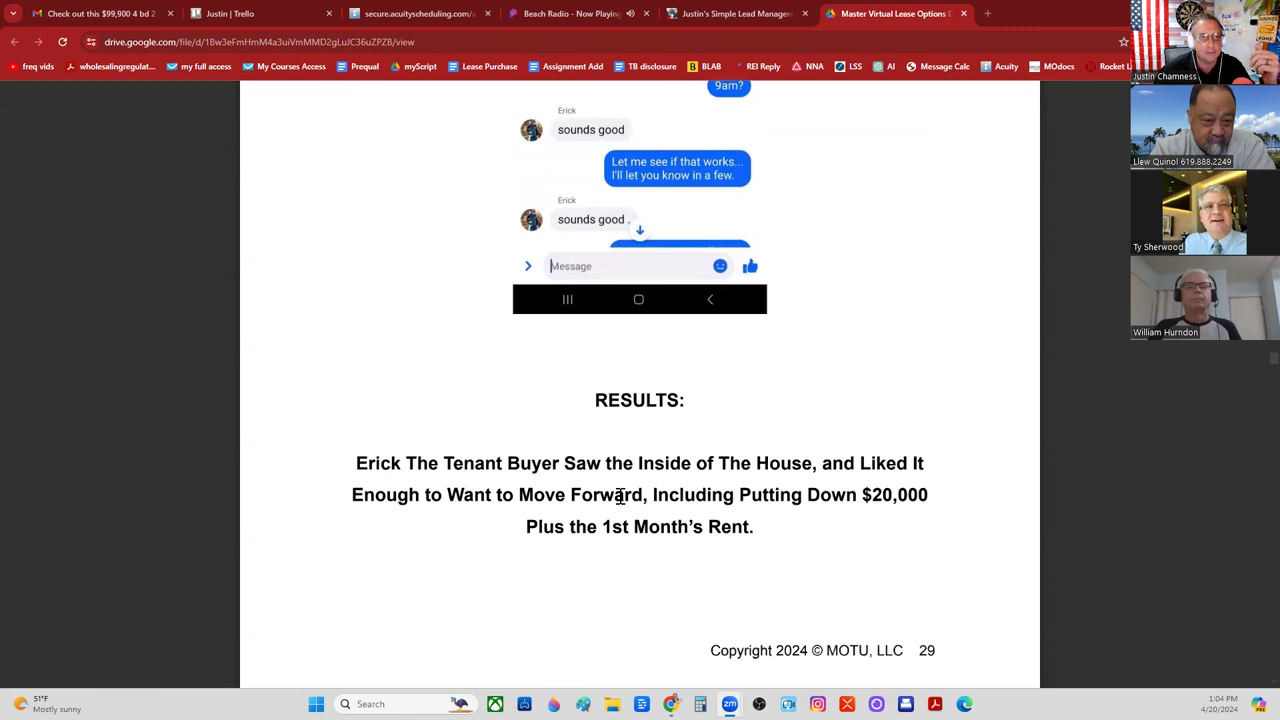 Check out this $99,900 4 bd 2
Justin | Trello
secure.acuityscheduling.com/a
Beach Radio - Now Playing
Justin's Simple Lead Managem
Master Virtual Lease Options D
drive.google.com/file/d/1Bw3eFmHmM4a3uiVmMMD2gLuJC36uZPZB/view
freq vids
wholesalingregulat...
my full access
My Courses Access
Prequal
myScript
Lease Purchase
Assignment Add
TB disclosure
BLAB
REI Reply
NNA
LSS
AI
Message Calc
Acuity
MOdocs
Rocket L
Justin Chamness
Llew Quinol 619.888.2249
Ty Sherwood
William Hurndon
9am?
Erick
sounds good
Let me see if that works...
I'll let you know in a few.
Erick
sounds good .
Message
RESULTS:
Erick The Tenant Buyer Saw the Inside of The House, and Liked It
Enough to Want to Move Forward, Including Putting Down $20,000
Plus the 1st Month's Rent.
Copyright 2024 © MOTU, LLC 29
51°F
Mostly sunny
Search
zm
1:04 PM
4/20/2024